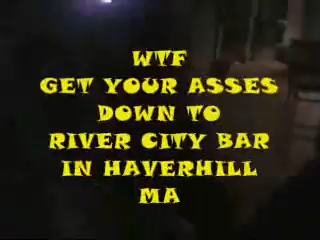 WTF
GET YOUR ASSES
DOWN TO
RIVER CITY BAR
IN HAVERHILL
MA